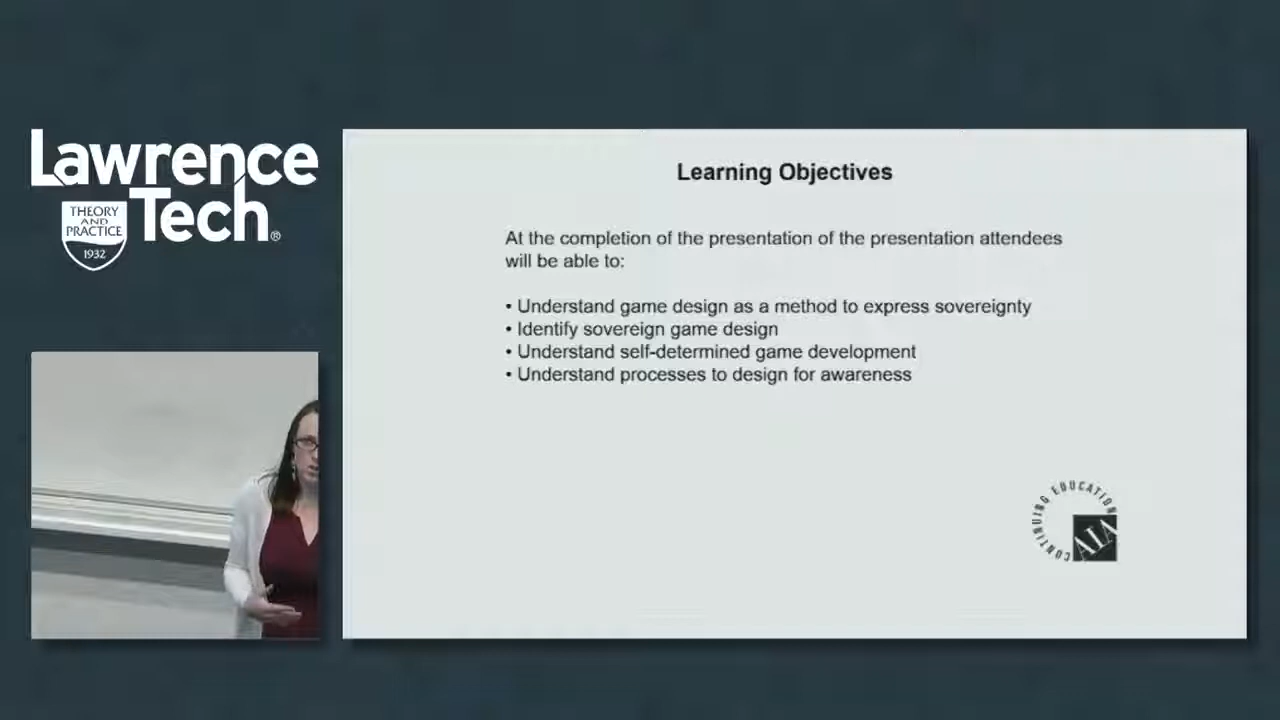 Lawrence
Tech®
THEORY
AND
PRACTICE
1932
Learning Objectives
At the completion of the presentation of the presentation attendees
will be able to:
• Understand game design as a method to express sovereignty
• Identify sovereign game design
• Understand self-determined game development
• Understand processes to design for awareness
CONTINUING EDUCATION
AIA